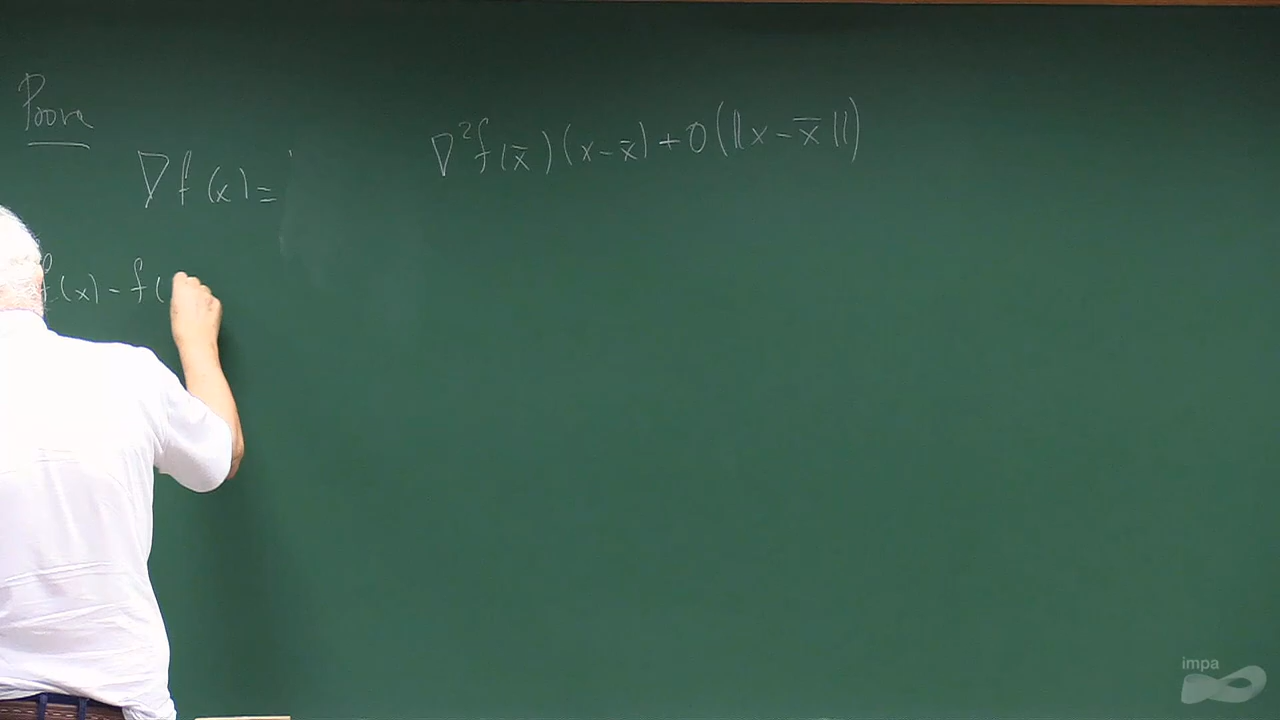 Prova
∇f(x) = ∇²f(x̄)(x-x̄)+O(||x-x̄||)
f(x) - f(
impa